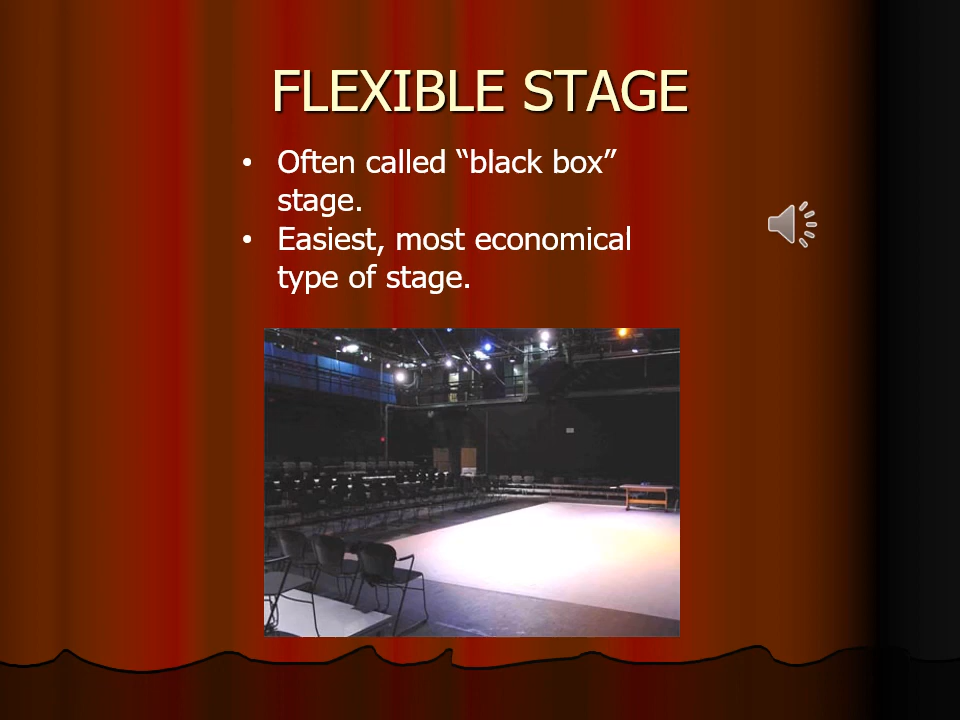 FLEXIBLE STAGE
• Often called “black box”
stage.
• Easiest, most economical
type of stage.